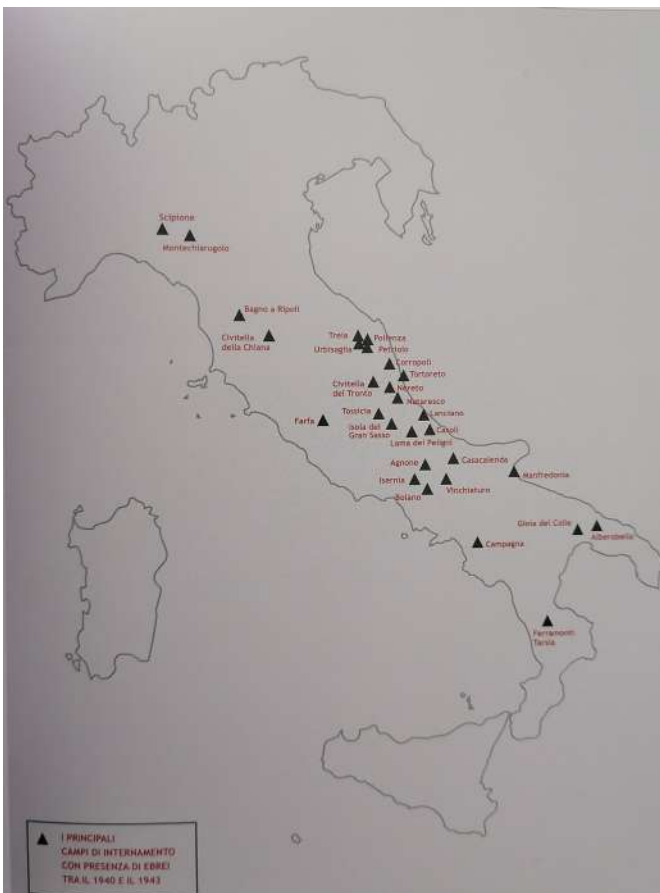 Scipione
Montechiarugolo
Bagno a Ripoli
Civitella
della Chiana
Treia
Pollenza
Urbisaglia
Petriolo
Corropoli
Tortoreto
Civitella
del Tronto
Nereto
Notaresco
Tossicia
Lanciano
Farfa
Isola del
Gran Sasso
Casoli
Lama dei Peligni
Agnone
Casacalenda
Manfredonia
Isernia
Vinchiaturo
Boiano
Gioia del Colle
Alberobello
Campagna
Ferramonti
Tarsia
I PRINCIPALI
CAMPI DI INTERNAMENTO
CON PRESENZA DI EBREI
TRA IL 1940 E IL 1943